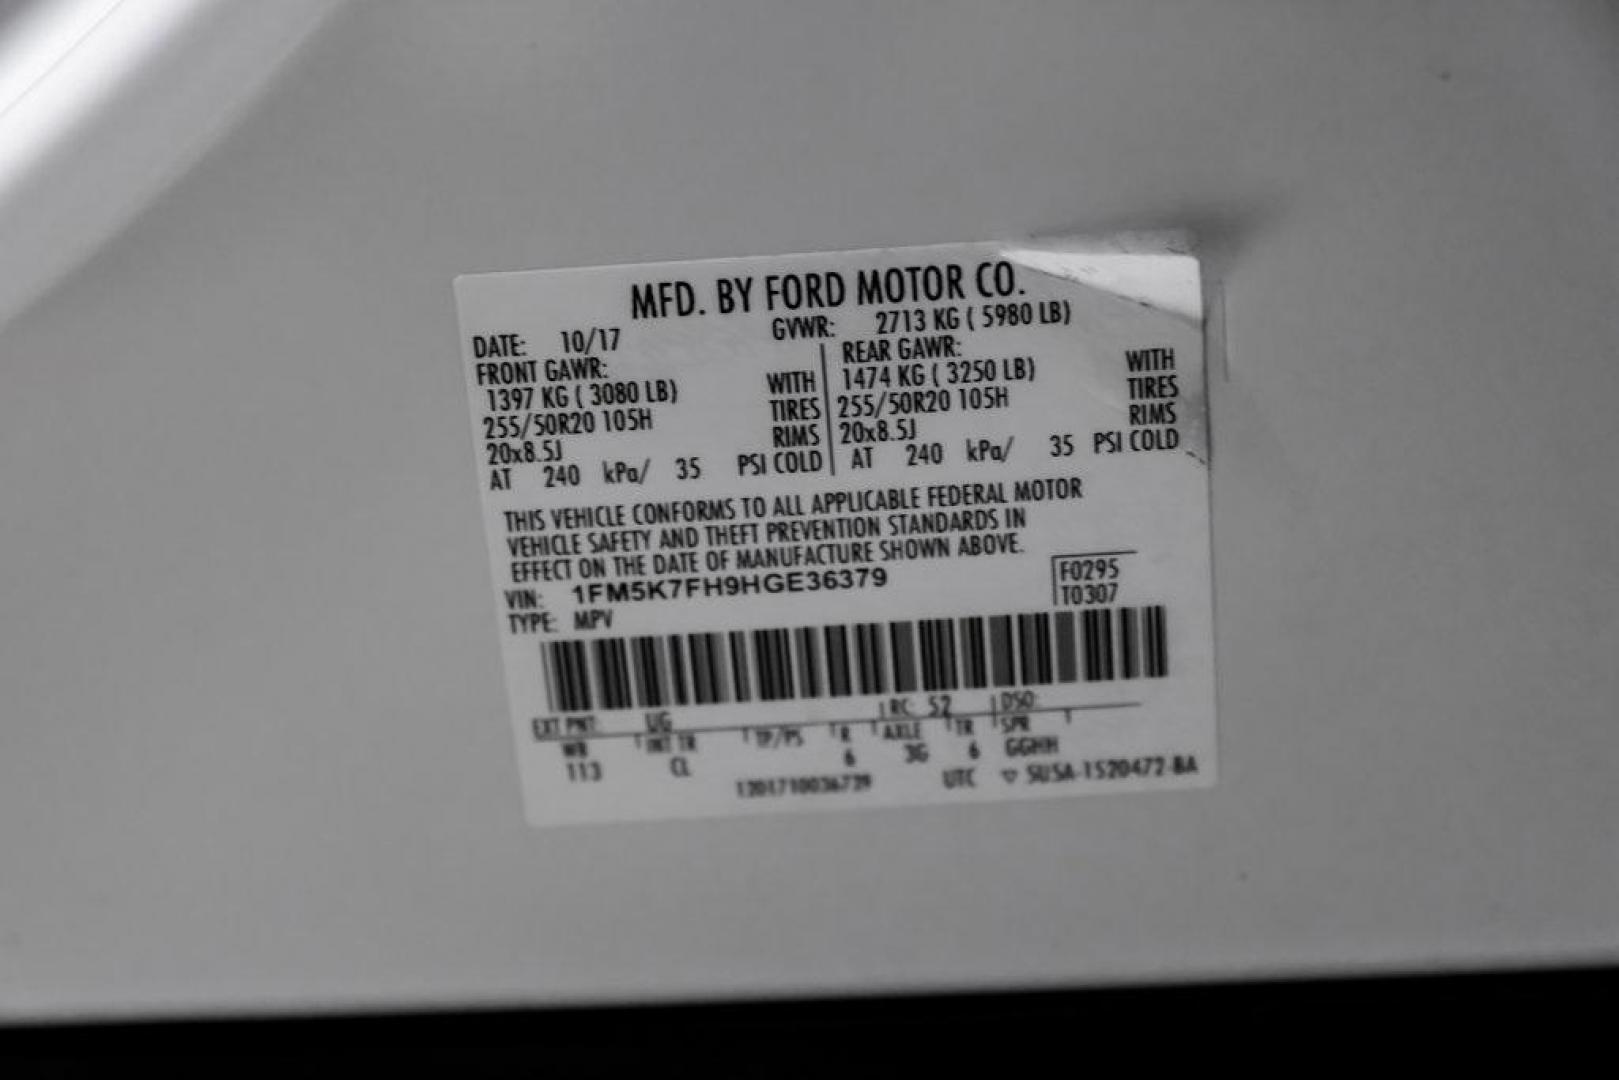 MFD. BY FORD MOTOR CO.
DATE: 10/17 GVWR: 2713 KG ( 5980 LB)
FRONT GAWR: REAR GAWR:
1397 KG ( 3080 LB) WITH 1474 KG ( 3250 LB) WITH
255/50R20 105H TIRES 255/50R20 105H TIRES
20x8.5J RIMS 20x8.5J RIMS
AT 240 kPa/ 35 PSI COLD AT 240 kPa/ 35 PSI COLD
THIS VEHICLE CONFORMS TO ALL APPLICABLE FEDERAL MOTOR
VEHICLE SAFETY AND THEFT PREVENTION STANDARDS IN
EFFECT ON THE DATE OF MANUFACTURE SHOWN ABOVE.
VIN: 1FM5K7FH9HGE36379 F0295
TYPE: MPV T0307
EXT PNT: UG RC: 52 DSO:
WB INT TR TP/PS R AXLE TR SPR
113 CL 6 3G 6 GGHH
1201710036729 UTC ▽ SUSA-1520472-BA